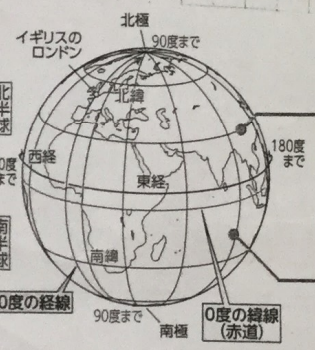 北極
90度まで
イギリスの
ロンドン
北半球
北緯
180度
まで
西経
0度
まで
東経
南緯
南半球
0度の経線
0度の緯線
(赤道)
90度まで
南極